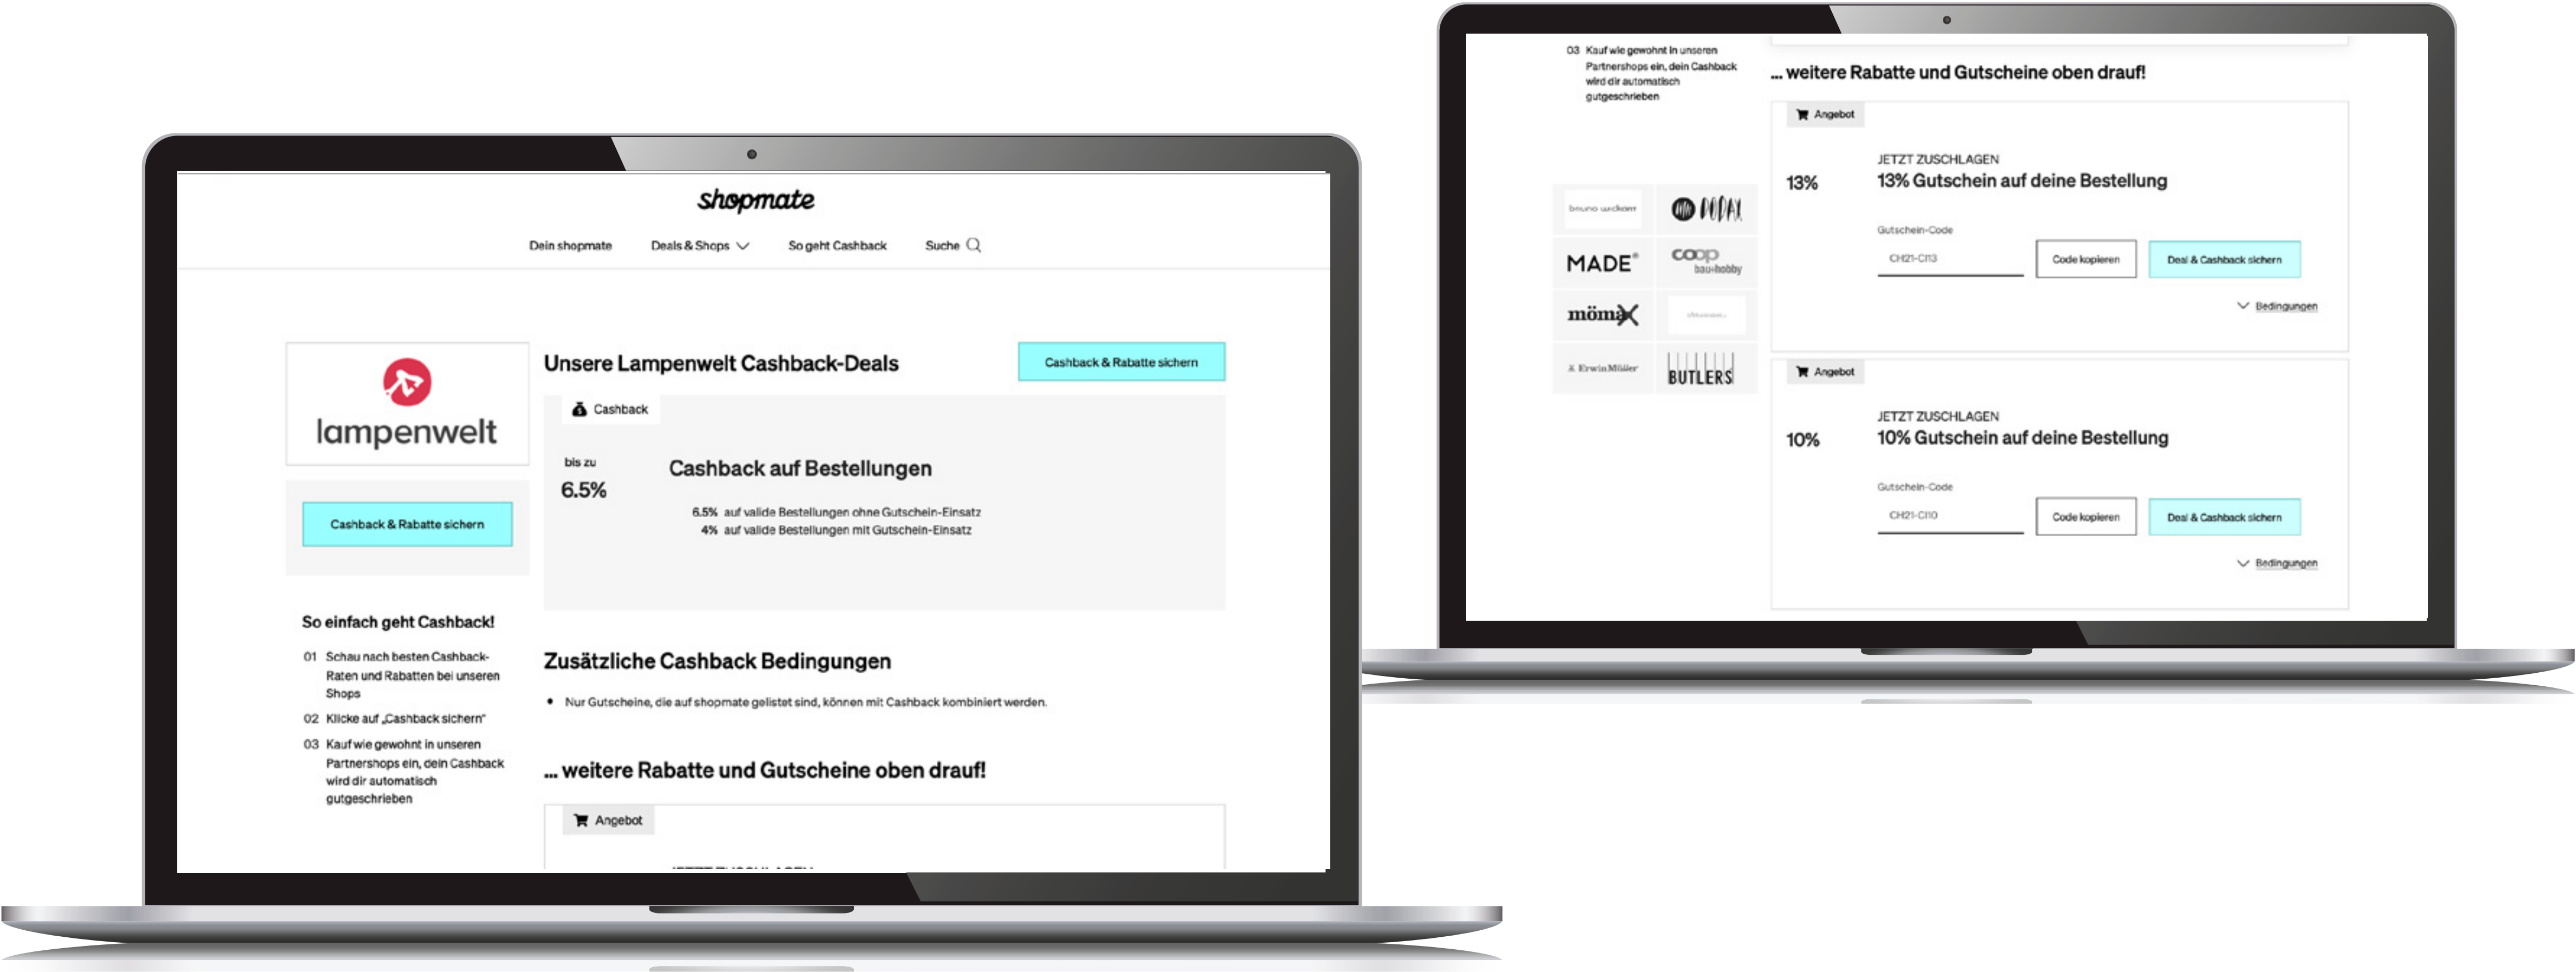 shopmate
Dein shopmate
Deals & Shops
So geht Cashback
Suche
lampenwelt
Cashback & Rabatte sichern
So einfach geht Cashback!
01 Schau nach besten Cashback-
Raten und Rabatten bei unseren
Shops
02 Klicke auf „Cashback sichern“
03 Kauf wie gewohnt in unseren
Partnershops ein, dein Cashback
wird dir automatisch
gutgeschrieben
Unsere Lampenwelt Cashback-Deals
Cashback & Rabatte sichern
Cashback
bis zu
6.5%
Cashback auf Bestellungen
6.5% auf valide Bestellungen ohne Gutschein-Einsatz
4% auf valide Bestellungen mit Gutschein-Einsatz
Zusätzliche Cashback Bedingungen
• Nur Gutscheine, die auf shopmate gelistet sind, können mit Cashback kombiniert werden.
... weitere Rabatte und Gutscheine oben drauf!
Angebot
03 Kauf wie gewohnt in unseren
Partnershops ein, dein Cashback
wird dir automatisch
gutgeschrieben
DODAX
MADE
coop
bau+hobby
mömax
Erwin Müller
BUTLERS
... weitere Rabatte und Gutscheine oben drauf!
Angebot
13%
JETZT ZUSCHLAGEN
13% Gutschein auf deine Bestellung
Gutschein-Code
CH21-CI13
Code kopieren
Deal & Cashback sichern
Bedingungen
Angebot
10%
JETZT ZUSCHLAGEN
10% Gutschein auf deine Bestellung
Gutschein-Code
CH21-CI10
Code kopieren
Deal & Cashback sichern
Bedingungen